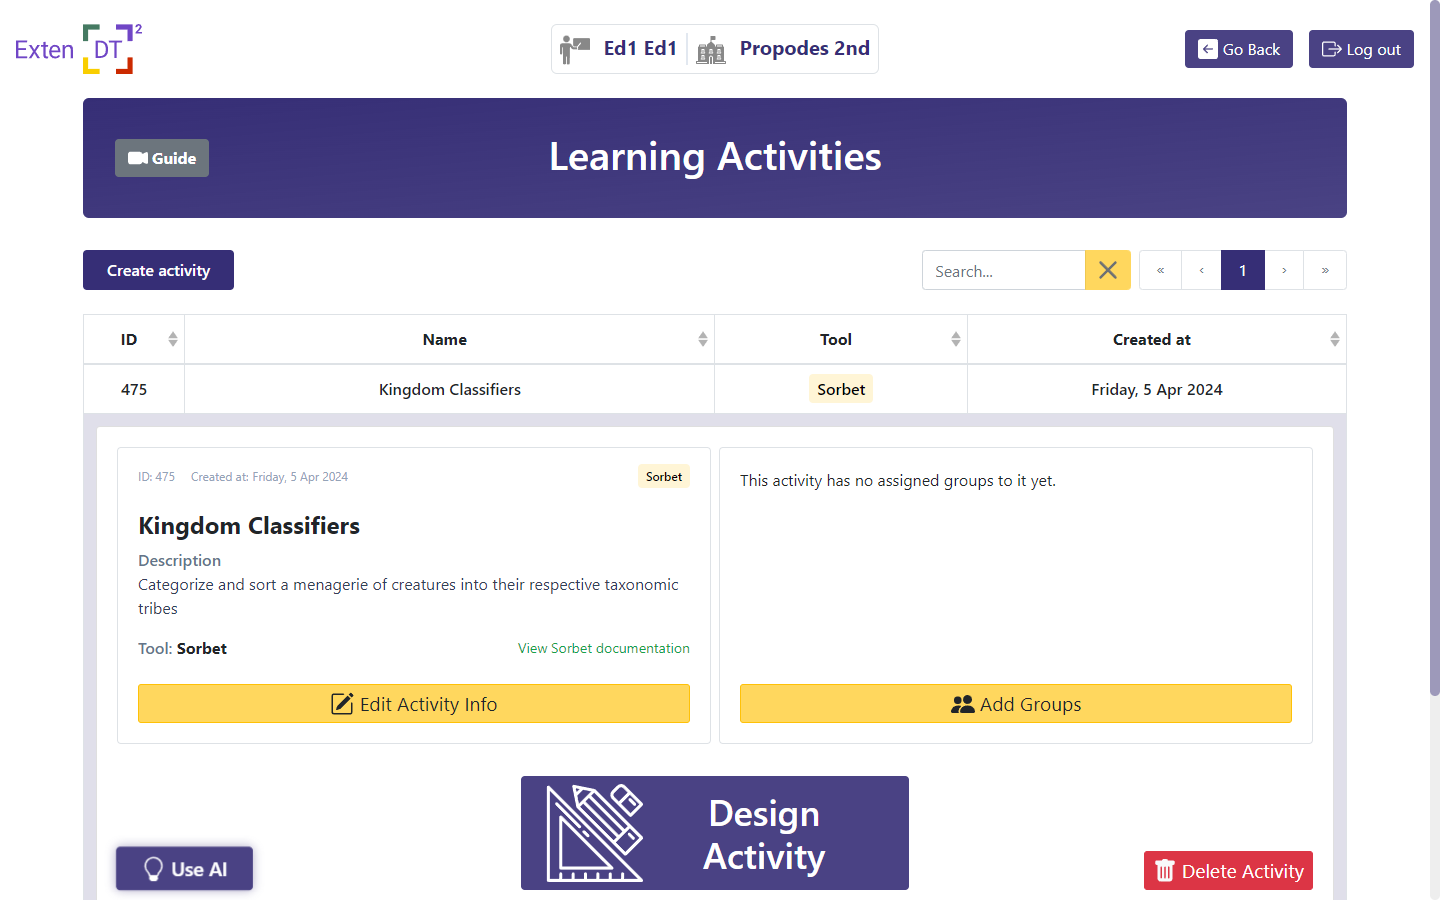 Exten DT 2
Ed1 Ed1
Propodes 2nd
Go Back
Log out
Guide
Learning Activities
Create activity
Search...
« ‹ 1 › »
ID Name Tool Created at
475 Kingdom Classifiers Sorbet Friday, 5 Apr 2024
ID: 475 Created at: Friday, 5 Apr 2024 Sorbet
Kingdom Classifiers
Description
Categorize and sort a menagerie of creatures into their respective taxonomic
tribes
Tool: Sorbet
View Sorbet documentation
Edit Activity Info
This activity has no assigned groups to it yet.
Add Groups
Design
Activity
Use AI
Delete Activity